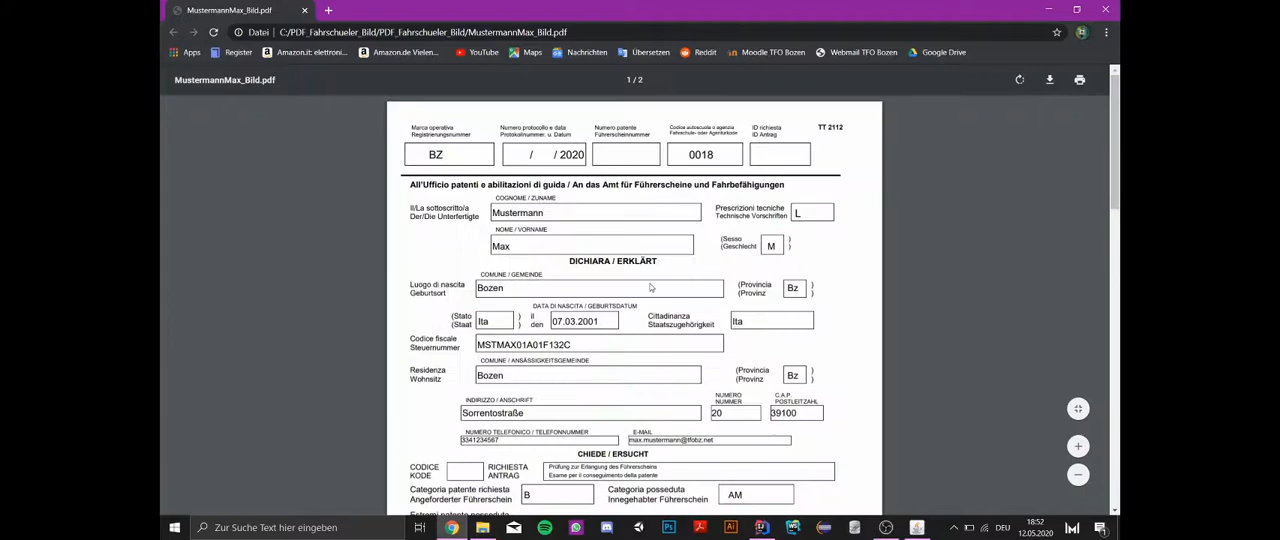 MustermannMax_Bild.pdf
Datei C:/PDF_Fahrschueler_Bild/PDF_Fahrschueler_Bild/MustermannMax_Bild.pdf
Apps Register Amazon.it: elettroni... Amazon.de Vielen... YouTube Maps Nachrichten Übersetzen Reddit Moodle TFO Bozen Webmail TFO Bozen Google Drive
MustermannMax_Bild.pdf 1 / 2
Marca operativa Numero protocollo e data Numero patente Codice autoscuola o agenzia ID richiesta TT 2112
Registrierungsnummer Protokollnummer u. Datum Führerscheinnummer Fahrschule- oder Agenturkode ID Antrag
BZ / / 2020 0018
All'Ufficio patenti e abilitazioni di guida / An das Amt für Führerscheine und Fahrbefähigungen
COGNOME / ZUNAME
Il/La sottoscritto/a Mustermann Prescrizioni tecniche L
Der/Die Unterfertigte Technische Vorschriften
NOME / VORNAME
Max (Sesso M )
(Geschlecht )
DICHIARA / ERKLÄRT
COMUNE / GEMEINDE
Luogo di nascita Bozen (Provincia Bz )
Geburtsort (Provinz )
DATA DI NASCITA / GEBURTSDATUM
(Stato Ita ) il 07.03.2001 Cittadinanza Ita
(Staat ) den Staatszugehörigkeit
Codice fiscale MSTMAX01A01F132C
Steuernummer
COMUNE / ANSÄSSIGKEITSGEMEINDE
Residenza Bozen (Provincia Bz )
Wohnsitz (Provinz )
INDIRIZZO / ANSCHRIFT NUMERO NUMMER C.A.P. POSTLEITZAHL
Sorrentostraße 20 39100
NUMERO TELEFONICO / TELEFONNUMMER E-MAIL
3341234567 max.mustermann@tfobz.net
CHIEDE / ERSUCHT
CODICE RICHIESTA Prüfung zur Erlangung des Führerscheins
KODE ANTRAG Esame per il conseguimento della patente
Categoria patente richiesta B Categoria posseduta AM
Angeforderter Führerschein Innegehabter Führerschein
Zur Suche Text hier eingeben DEU 18:52
12.05.2020